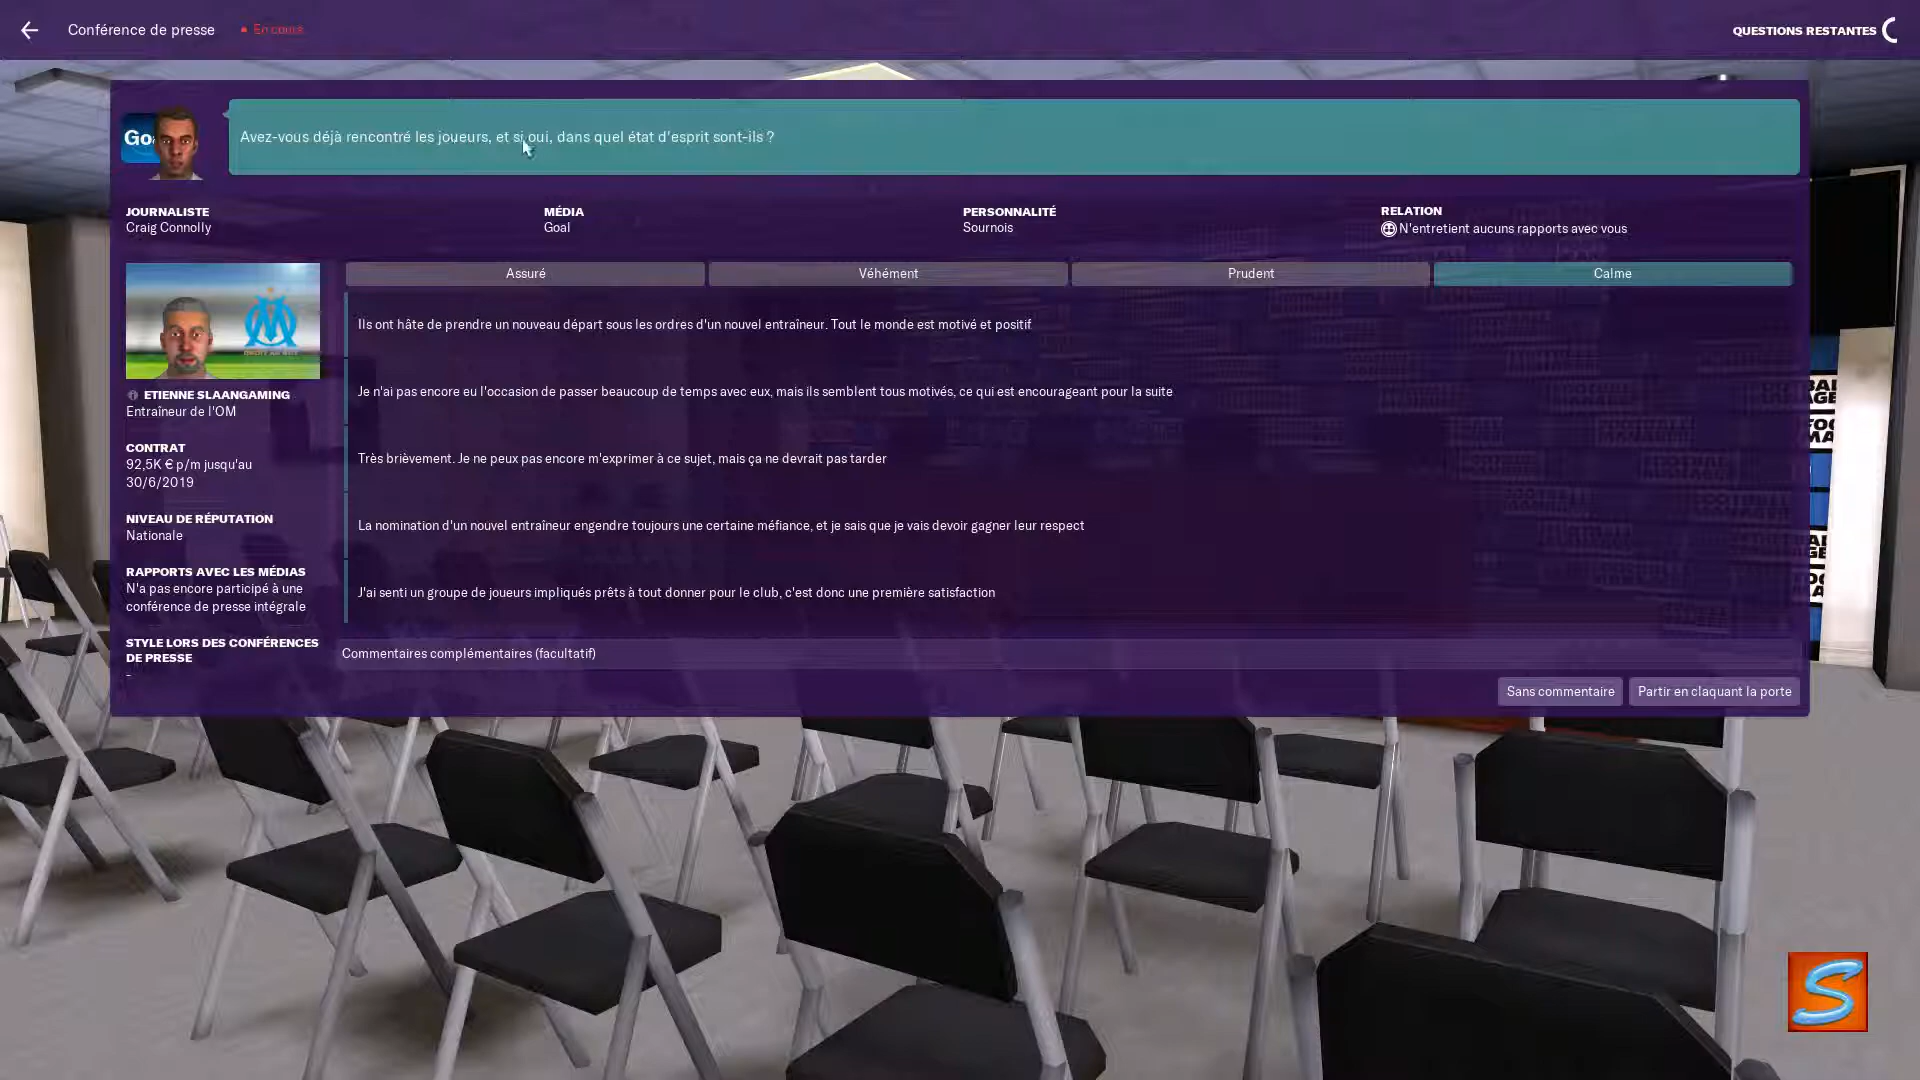 Conférence de presse
En cours
QUESTIONS RESTANTES
Go
Avez-vous déjà rencontré les joueurs, et si oui, dans quel état d'esprit sont-ils ?
JOURNALISTE
Craig Connolly
MÉDIA
Goal
PERSONNALITÉ
Sournois
RELATION
N'entretient aucuns rapports avec vous
Assuré
Véhément
Prudent
Calme
Ils ont hâte de prendre un nouveau départ sous les ordres d'un nouvel entraîneur. Tout le monde est motivé et positif
Je n'ai pas encore eu l'occasion de passer beaucoup de temps avec eux, mais ils semblent tous motivés, ce qui est encourageant pour la suite
Très brièvement. Je ne peux pas encore m'exprimer à ce sujet, mais ça ne devrait pas tarder
La nomination d'un nouvel entraîneur engendre toujours une certaine méfiance, et je sais que je vais devoir gagner leur respect
J'ai senti un groupe de joueurs impliqués prêts à tout donner pour le club, c'est donc une première satisfaction
ETIENNE SLAANGAMING
Entraîneur de l'OM
CONTRAT
92,5K € p/m jusqu'au
30/6/2019
NIVEAU DE RÉPUTATION
Nationale
RAPPORTS AVEC LES MÉDIAS
N'a pas encore participé à une
conférence de presse intégrale
STYLE LORS DES CONFÉRENCES
DE PRESSE
-
Commentaires complémentaires (facultatif)
Sans commentaire
Partir en claquant la porte
S